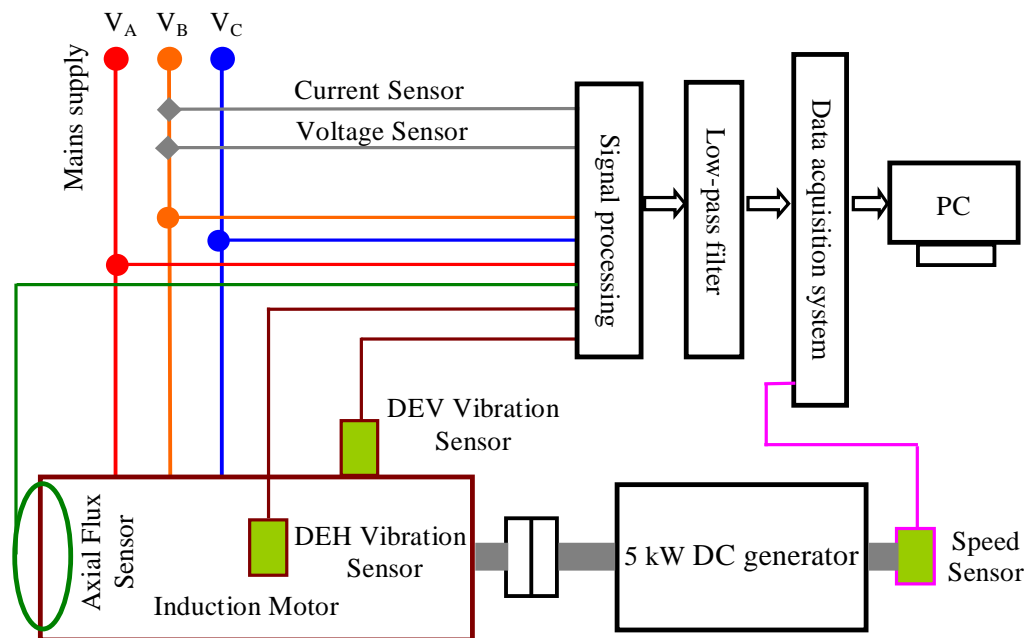 V_A V_B V_C
Mains supply
Current Sensor
Voltage Sensor
Signal processing
Low-pass filter
Data acquisition system
PC
DEV Vibration
Sensor
Axial Flux
Sensor
DEH Vibration
Sensor
Induction Motor
5 kW DC generator
Speed
Sensor